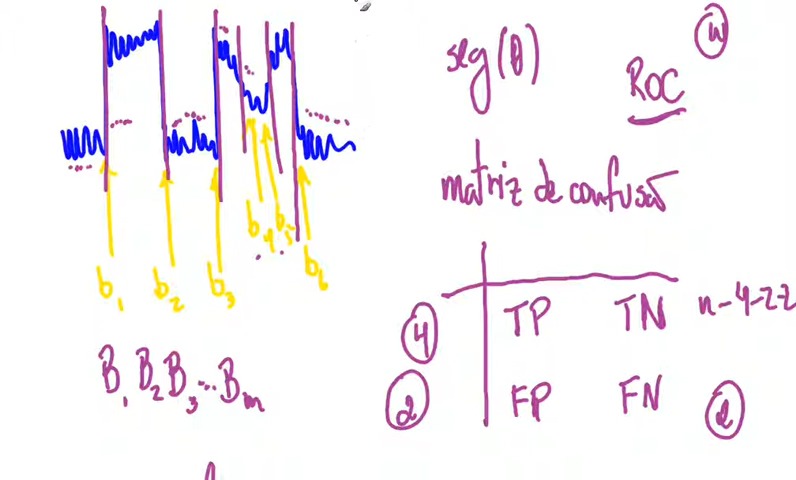 seg(θ)
ROC
matriz de confusão
b₁ b₂ b₃ b₄ b₅ b₆
TP TN n-4-2-2
④
② FP FN ②
B₁ B₂ B₃ ... Bₘ